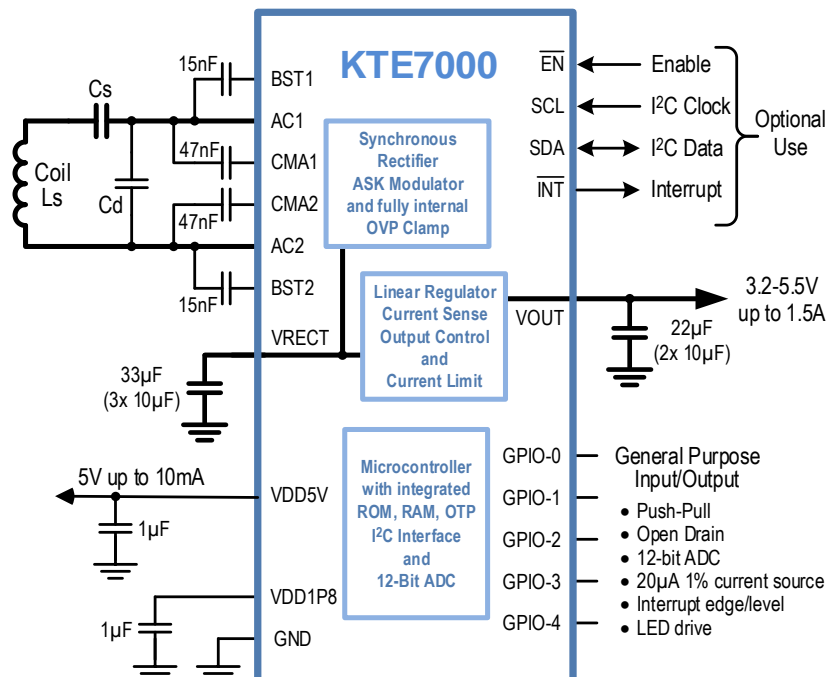 KTE7000
15nF
BST1
Cs
AC1
47nF
CMA1
Coil
Ls
Cd
CMA2
47nF
AC2
15nF
BST2
Synchronous
Rectifier
ASK Modulator
and fully internal
OVP Clamp
EN
Enable
SCL
I²C Clock
SDA
I²C Data
INT
Interrupt
Optional
Use
Linear Regulator
Current Sense
Output Control
and
Current Limit
VOUT
3.2-5.5V
up to 1.5A
22µF
(2x 10µF)
VRECT
33µF
(3x 10µF)
5V up to 10mA
VDD5V
1µF
VDD1P8
1µF
GND
Microcontroller
with integrated
ROM, RAM, OTP
I²C Interface
and
12-Bit ADC
GPIO-0
GPIO-1
GPIO-2
GPIO-3
GPIO-4
General Purpose
Input/Output
• Push-Pull
• Open Drain
• 12-bit ADC
• 20µA 1% current source
• Interrupt edge/level
• LED drive